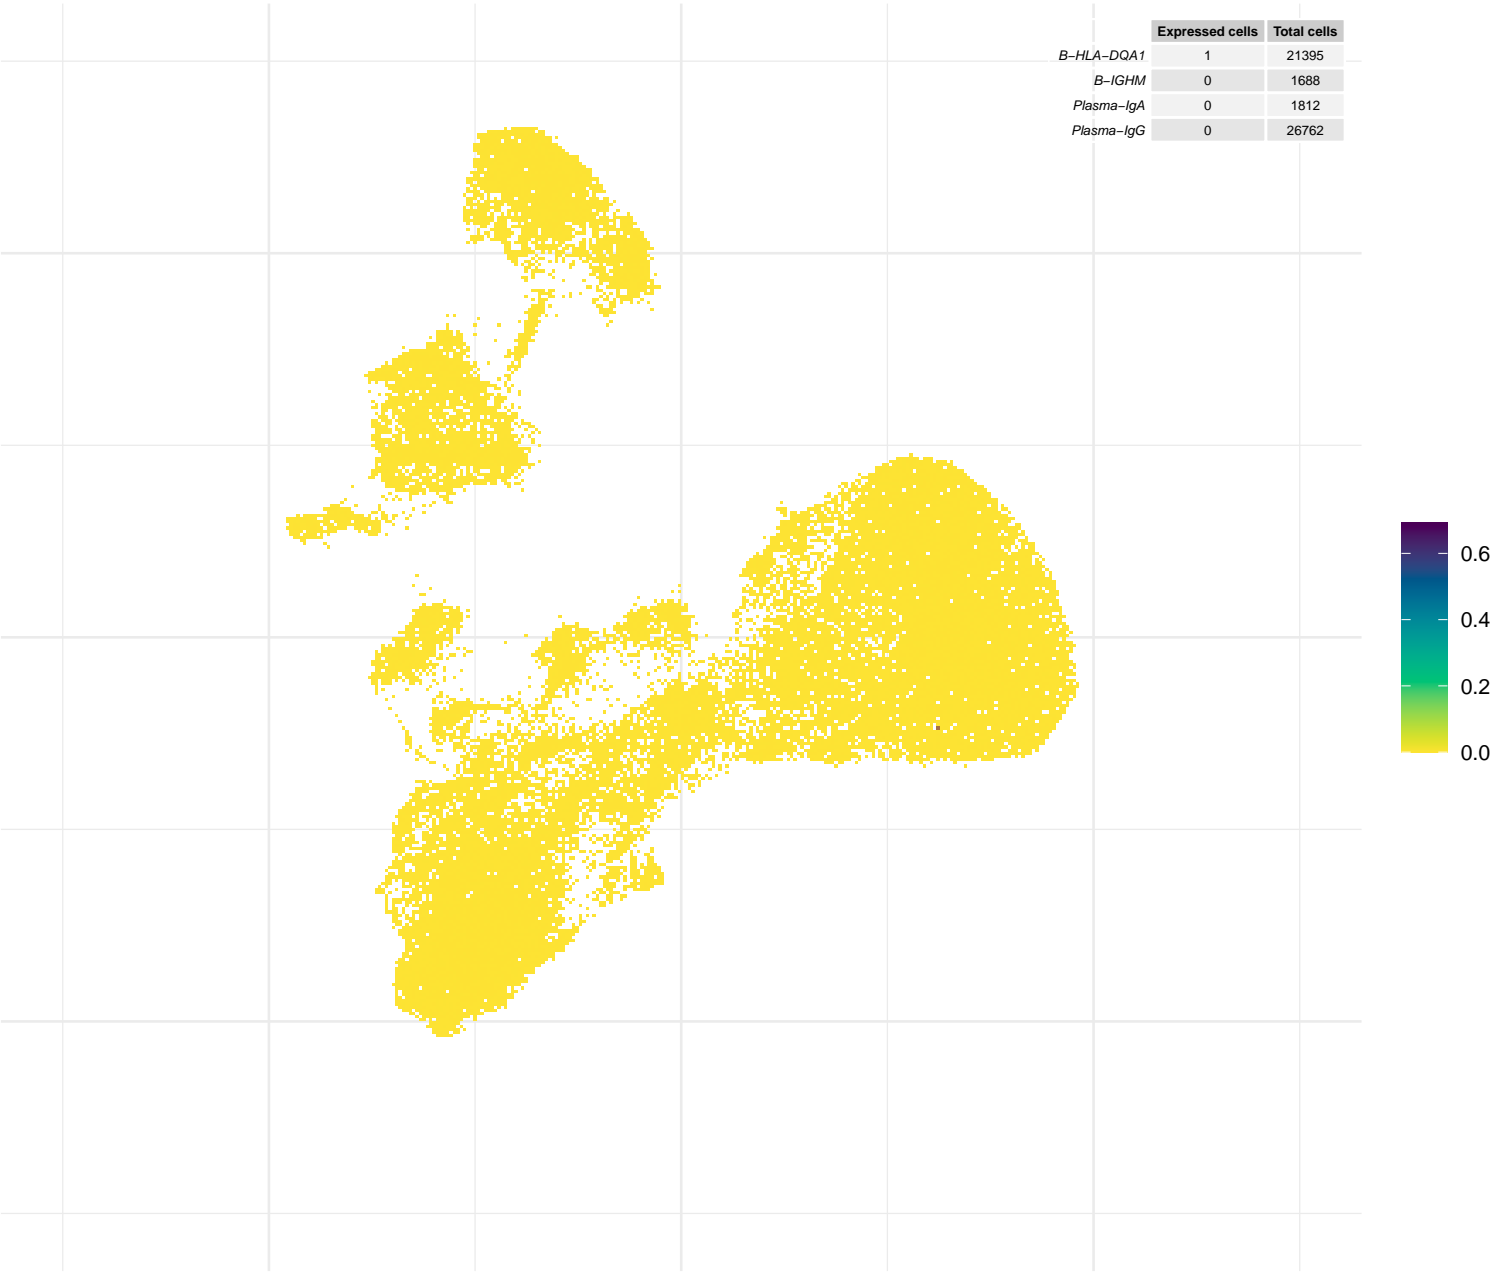 Expressed cells Total cells
B−HLA−DQA1 1 21395
B−IGHM 0 1688
Plasma−IgA 0 1812
Plasma−IgG 0 26762
0.6
0.4
0.2
0.0